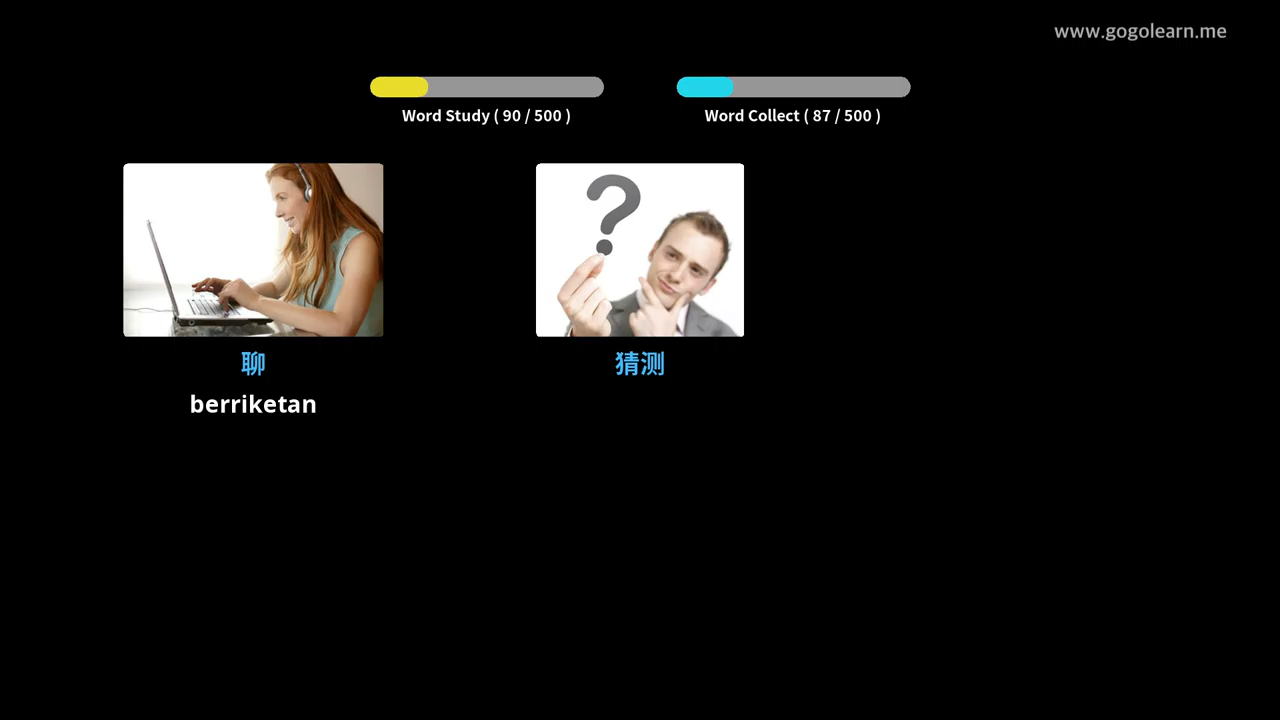 www.gogolearn.me
Word Study ( 90 / 500 )
Word Collect ( 87 / 500 )
聊
猜测
berriketan